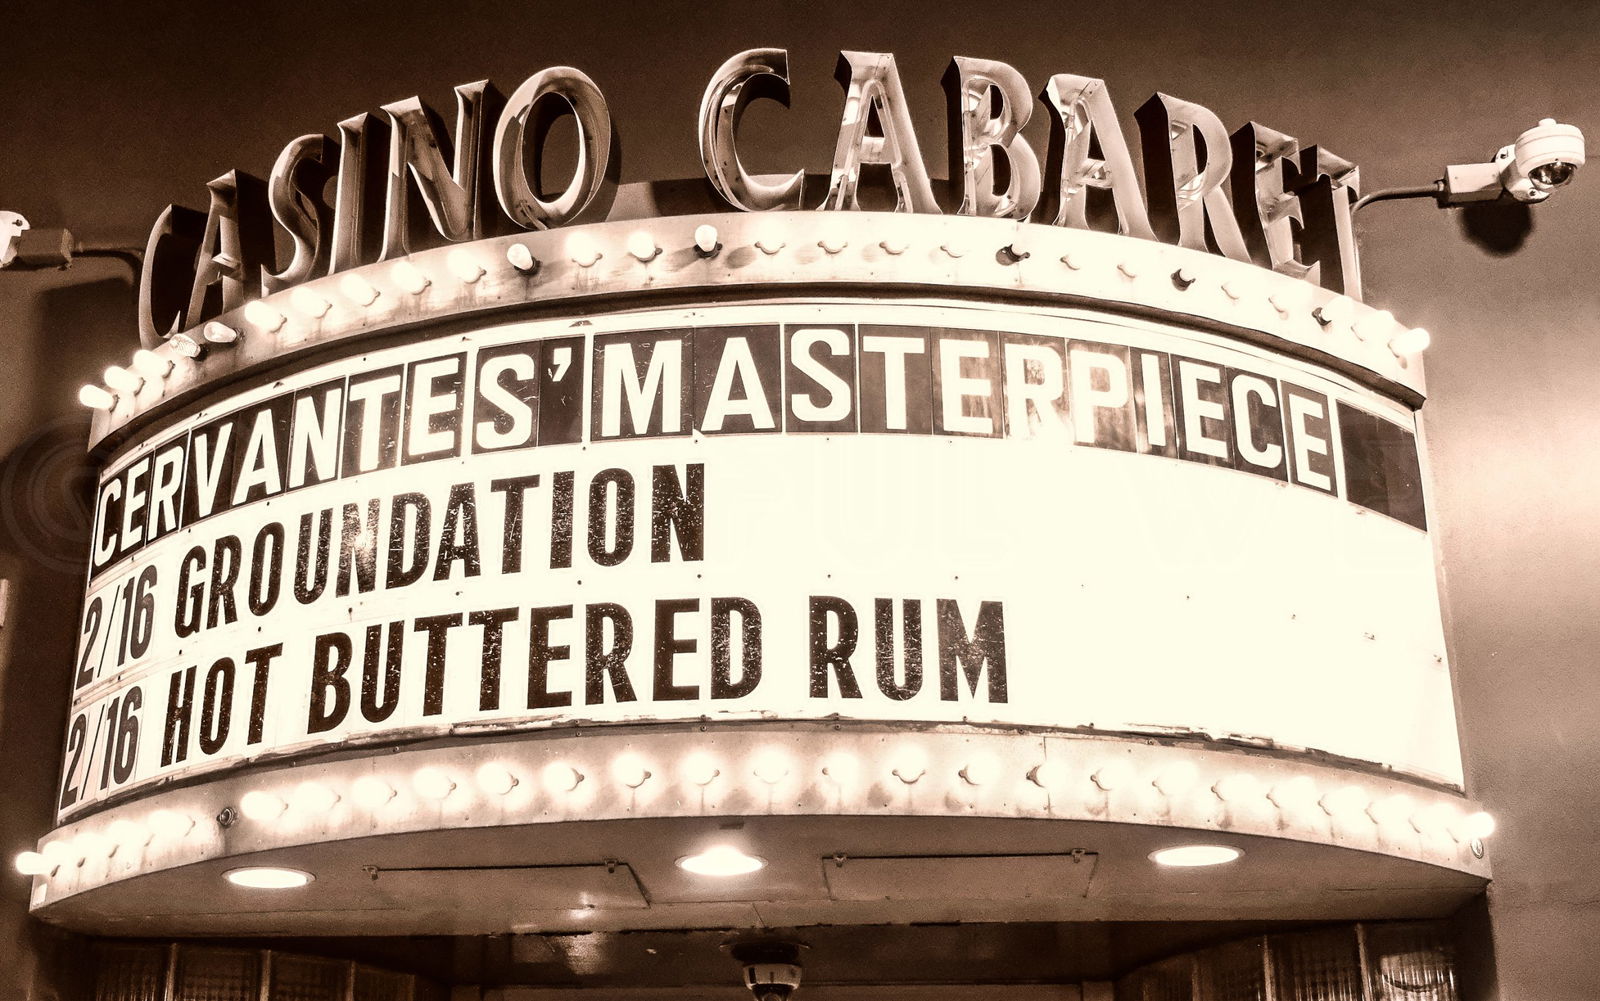 CASINO CABARET
CERVANTES' MASTERPIECE
2/16 GROUNDATION
2/16 HOT BUTTERED RUM